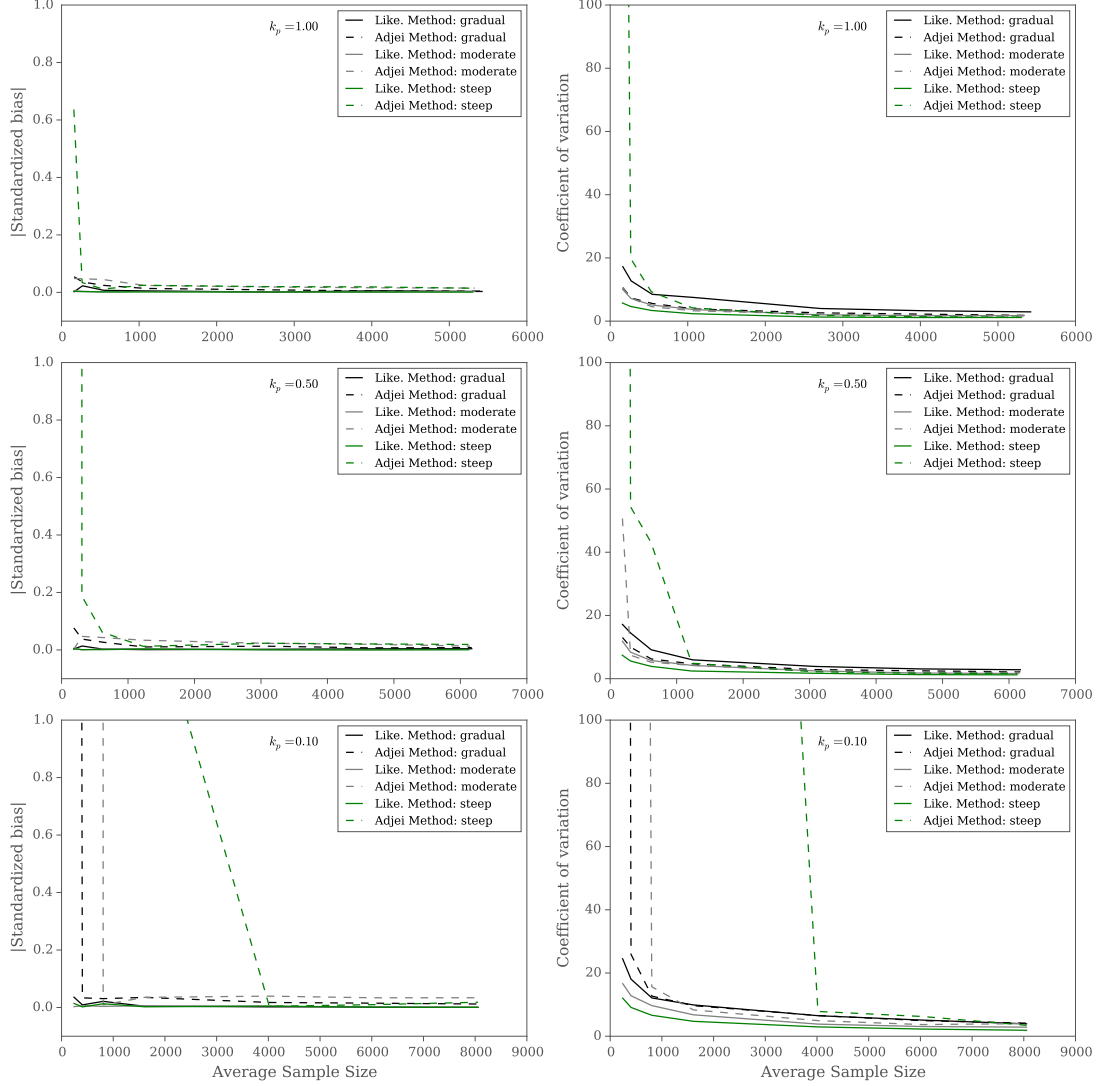 1.0
0.8
0.6
0.4
0.2
0.0
|Standardized bias|
k_p =1.00
Like. Method: gradual
Adjei Method: gradual
Like. Method: moderate
Adjei Method: moderate
Like. Method: steep
Adjei Method: steep
0 1000 2000 3000 4000 5000 6000
100
80
60
40
20
0
Coefficient of variation
k_p =1.00
Like. Method: gradual
Adjei Method: gradual
Like. Method: moderate
Adjei Method: moderate
Like. Method: steep
Adjei Method: steep
0 1000 2000 3000 4000 5000 6000
1.0
0.8
0.6
0.4
0.2
0.0
|Standardized bias|
k_p =0.50
Like. Method: gradual
Adjei Method: gradual
Like. Method: moderate
Adjei Method: moderate
Like. Method: steep
Adjei Method: steep
0 1000 2000 3000 4000 5000 6000 7000
100
80
60
40
20
0
Coefficient of variation
k_p =0.50
Like. Method: gradual
Adjei Method: gradual
Like. Method: moderate
Adjei Method: moderate
Like. Method: steep
Adjei Method: steep
0 1000 2000 3000 4000 5000 6000 7000
1.0
0.8
0.6
0.4
0.2
0.0
|Standardized bias|
k_p =0.10
Like. Method: gradual
Adjei Method: gradual
Like. Method: moderate
Adjei Method: moderate
Like. Method: steep
Adjei Method: steep
0 1000 2000 3000 4000 5000 6000 7000 8000 9000
Average Sample Size
100
80
60
40
20
0
Coefficient of variation
k_p =0.10
Like. Method: gradual
Adjei Method: gradual
Like. Method: moderate
Adjei Method: moderate
Like. Method: steep
Adjei Method: steep
0 1000 2000 3000 4000 5000 6000 7000 8000 9000
Average Sample Size